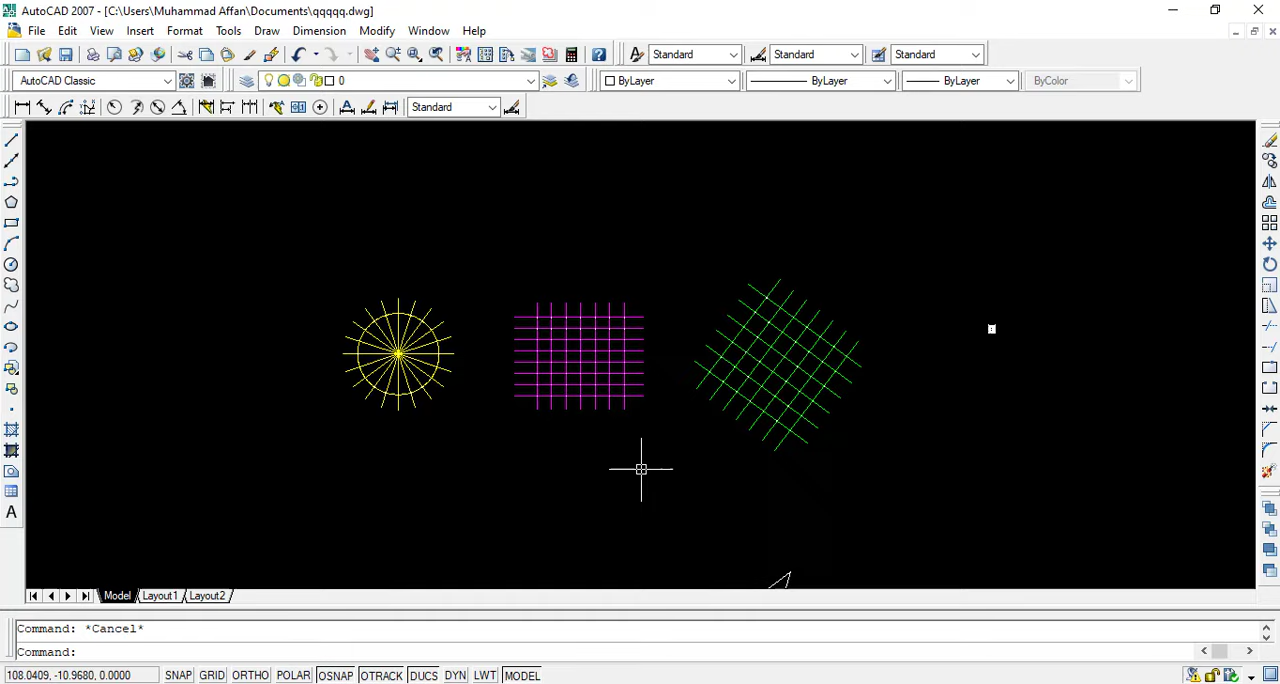 AutoCAD 2007 - [C:\Users\Muhammad Affan\Documents\qqqqq.dwg]
File Edit View Insert Format Tools Draw Dimension Modify Window Help
Standard Standard Standard
AutoCAD Classic 0 ByLayer ByLayer ByLayer ByColor
Standard
A
Model Layout1 Layout2
Command: *Cancel*
Command:
108.0409, -10.9680, 0.0000 SNAP GRID ORTHO POLAR OSNAP OTRACK DUCS DYN LWT MODEL